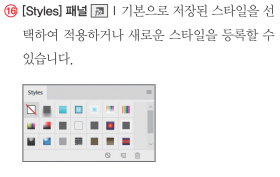 16 [Styles] 패널 | 기본으로 저장된 스타일을 선
택하여 적용하거나 새로운 스타일을 등록할 수
있습니다.
Styles